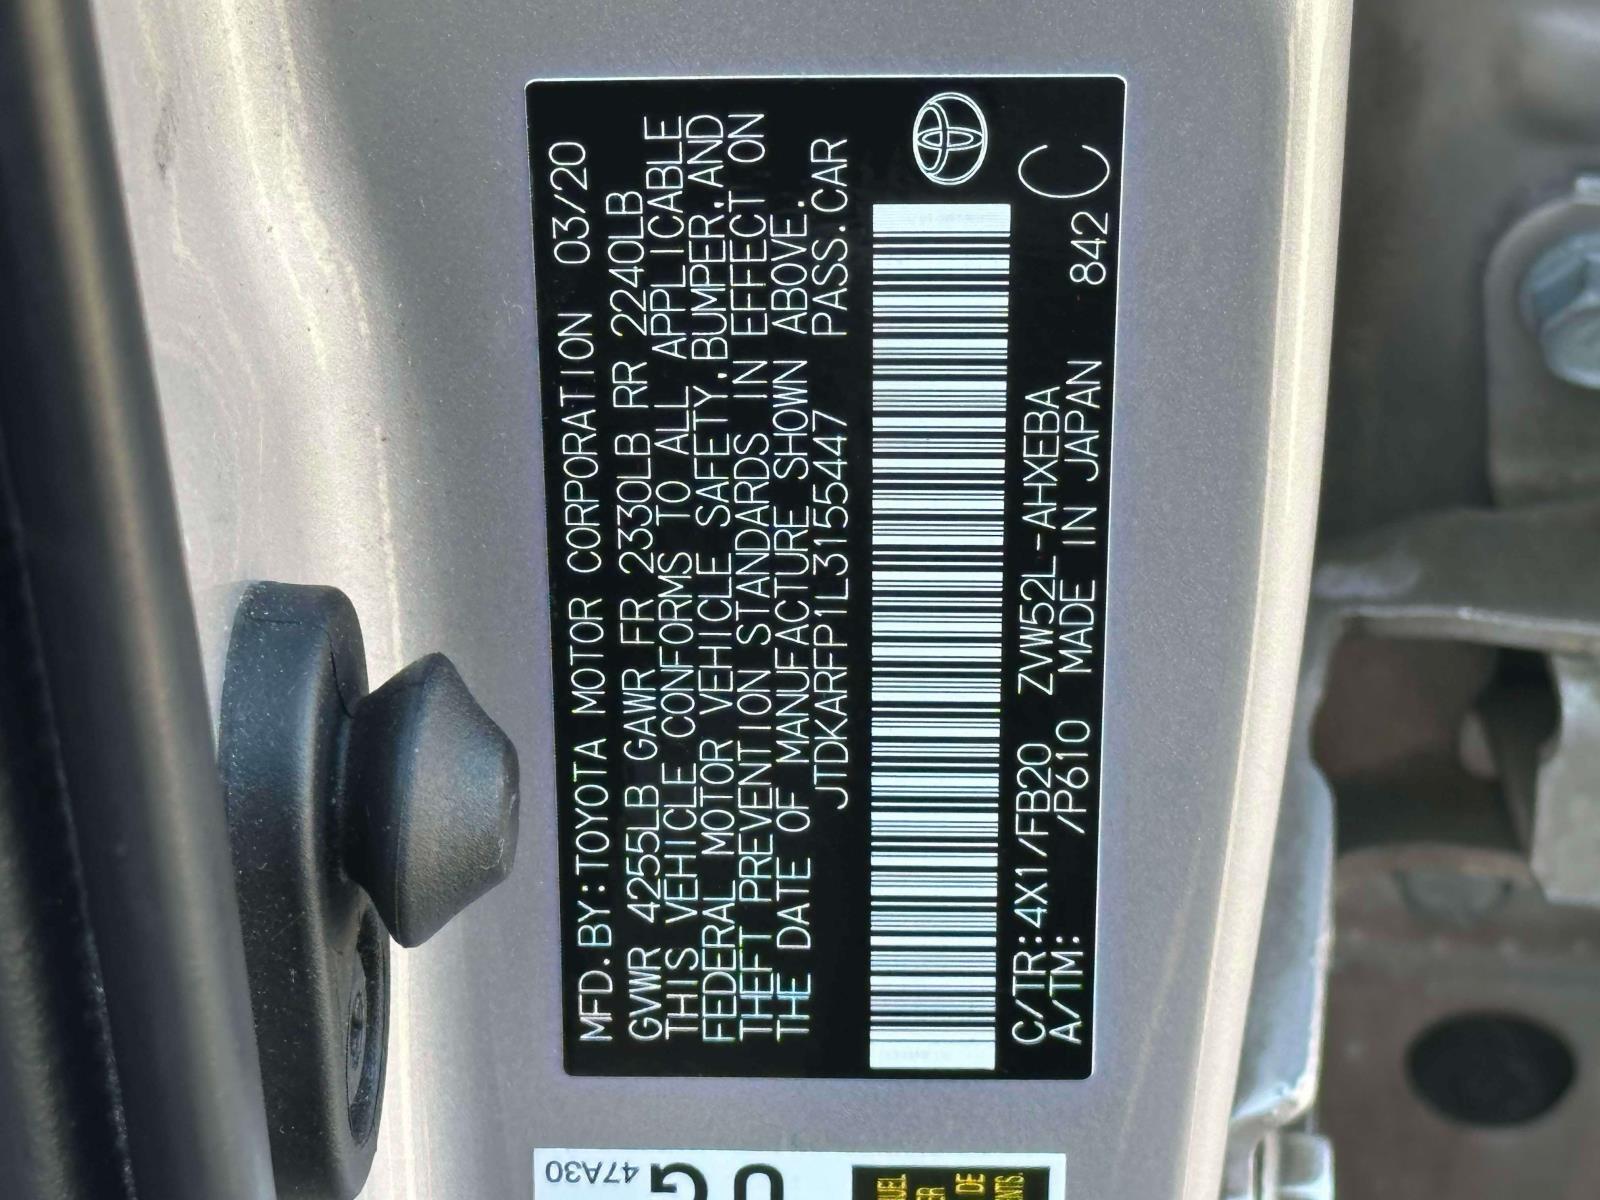 MFD.BY:TOYOTA MOTOR CORPORATION 03/20
GVWR 4255LB GAWR FR 2330LB RR 2240LB
THIS VEHICLE CONFORMS TO ALL APPLICABLE
FEDERAL MOTOR VEHICLE SAFETY,BUMPER,AND
THEFT PREVENTION STANDARDS IN EFFECT ON
THE DATE OF MANUFACTURE SHOWN ABOVE.
JTDKARFP1L3155447 PASS.CAR
C/TR:4X1/FB20 ZVW52L-AHXEBA 842
A/TM: /P610 MADE IN JAPAN C
47A30
DE